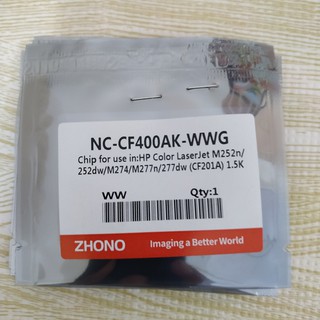 NC-CF400AK-WWG
Chip for use in:HP Color LaserJet M252n/
252dw/M274/M277n/277dw (CF201A) 1.5K
WW Qty:1
ZHONO Imaging a Better World